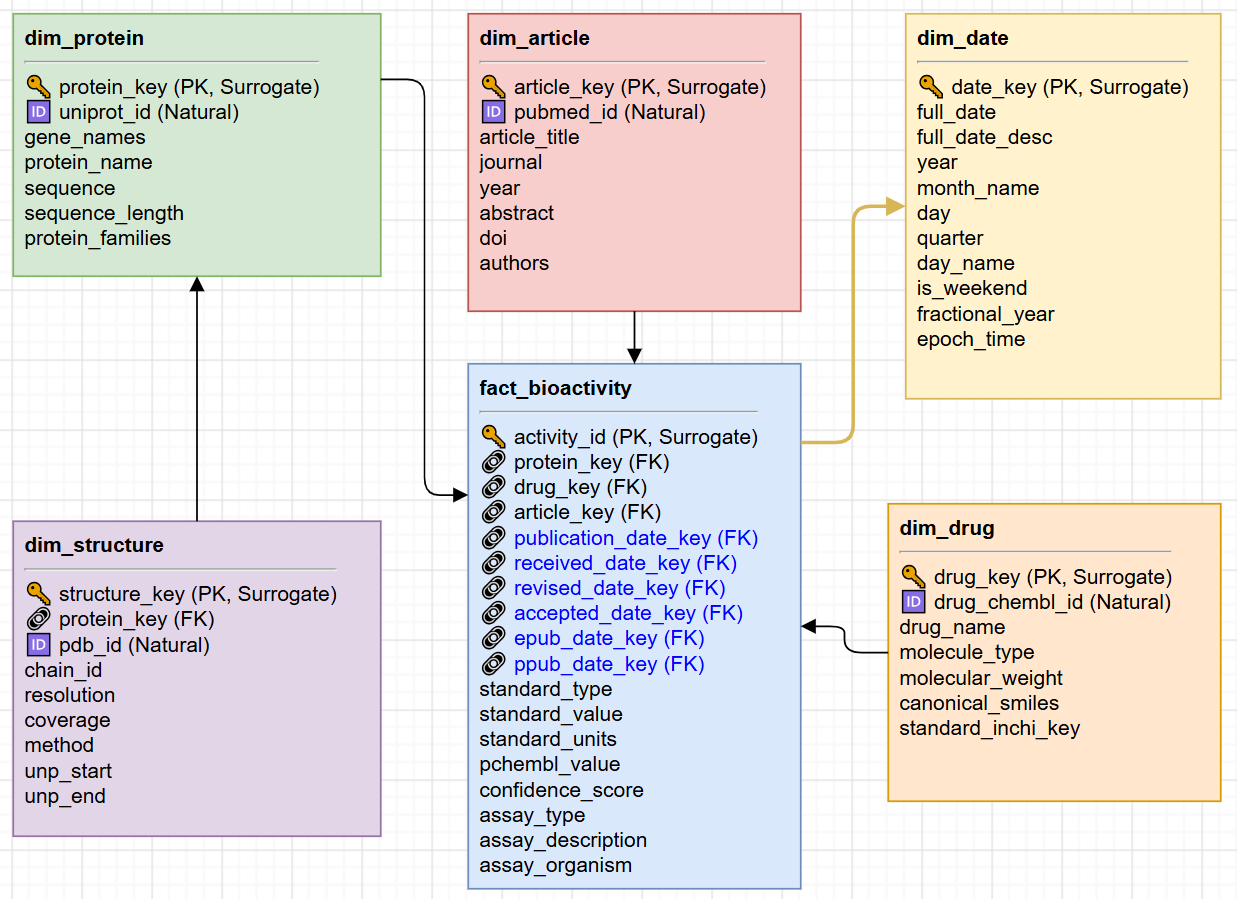 dim_protein
protein_key (PK, Surrogate)
ID uniprot_id (Natural)
gene_names
protein_name
sequence
sequence_length
protein_families
dim_article
article_key (PK, Surrogate)
ID pubmed_id (Natural)
article_title
journal
year
abstract
doi
authors
dim_date
date_key (PK, Surrogate)
full_date
full_date_desc
year
month_name
day
quarter
day_name
is_weekend
fractional_year
epoch_time
dim_structure
structure_key (PK, Surrogate)
protein_key (FK)
ID pdb_id (Natural)
chain_id
resolution
coverage
method
unp_start
unp_end
fact_bioactivity
activity_id (PK, Surrogate)
protein_key (FK)
drug_key (FK)
article_key (FK)
publication_date_key (FK)
received_date_key (FK)
revised_date_key (FK)
accepted_date_key (FK)
epub_date_key (FK)
ppub_date_key (FK)
standard_type
standard_value
standard_units
pchembl_value
confidence_score
assay_type
assay_description
assay_organism
dim_drug
drug_key (PK, Surrogate)
ID drug_chembl_id (Natural)
drug_name
molecule_type
molecular_weight
canonical_smiles
standard_inchi_key